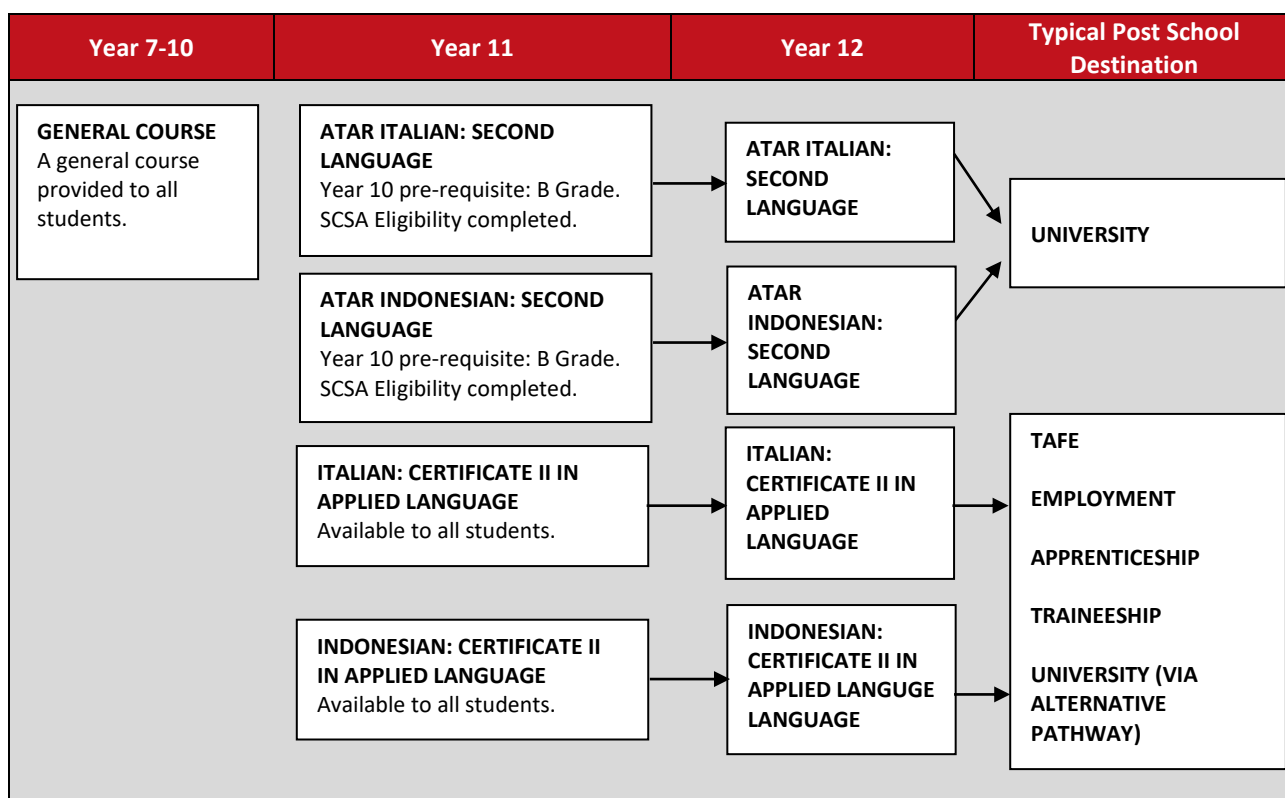 Year 7-10
Year 11
Year 12
Typical Post School
Destination
GENERAL COURSE
A general course
provided to all
students.
ATAR ITALIAN: SECOND
LANGUAGE
Year 10 pre-requisite: B Grade.
SCSA Eligibility completed.
ATAR ITALIAN:
SECOND
LANGUAGE
UNIVERSITY
ATAR INDONESIAN: SECOND
LANGUAGE
Year 10 pre-requisite: B Grade.
SCSA Eligibility completed.
ATAR
INDONESIAN:
SECOND
LANGUAGE
ITALIAN: CERTIFICATE II IN
APPLIED LANGUAGE
Available to all students.
ITALIAN:
CERTIFICATE II IN
APPLIED
LANGUAGE
INDONESIAN: CERTIFICATE II
IN APPLIED LANGUAGE
Available to all students.
INDONESIAN:
CERTIFICATE II IN
APPLIED LANGUGE
LANGUAGE
TAFE
EMPLOYMENT
APPRENTICESHIP
TRAINEESHIP
UNIVERSITY (VIA
ALTERNATIVE
PATHWAY)